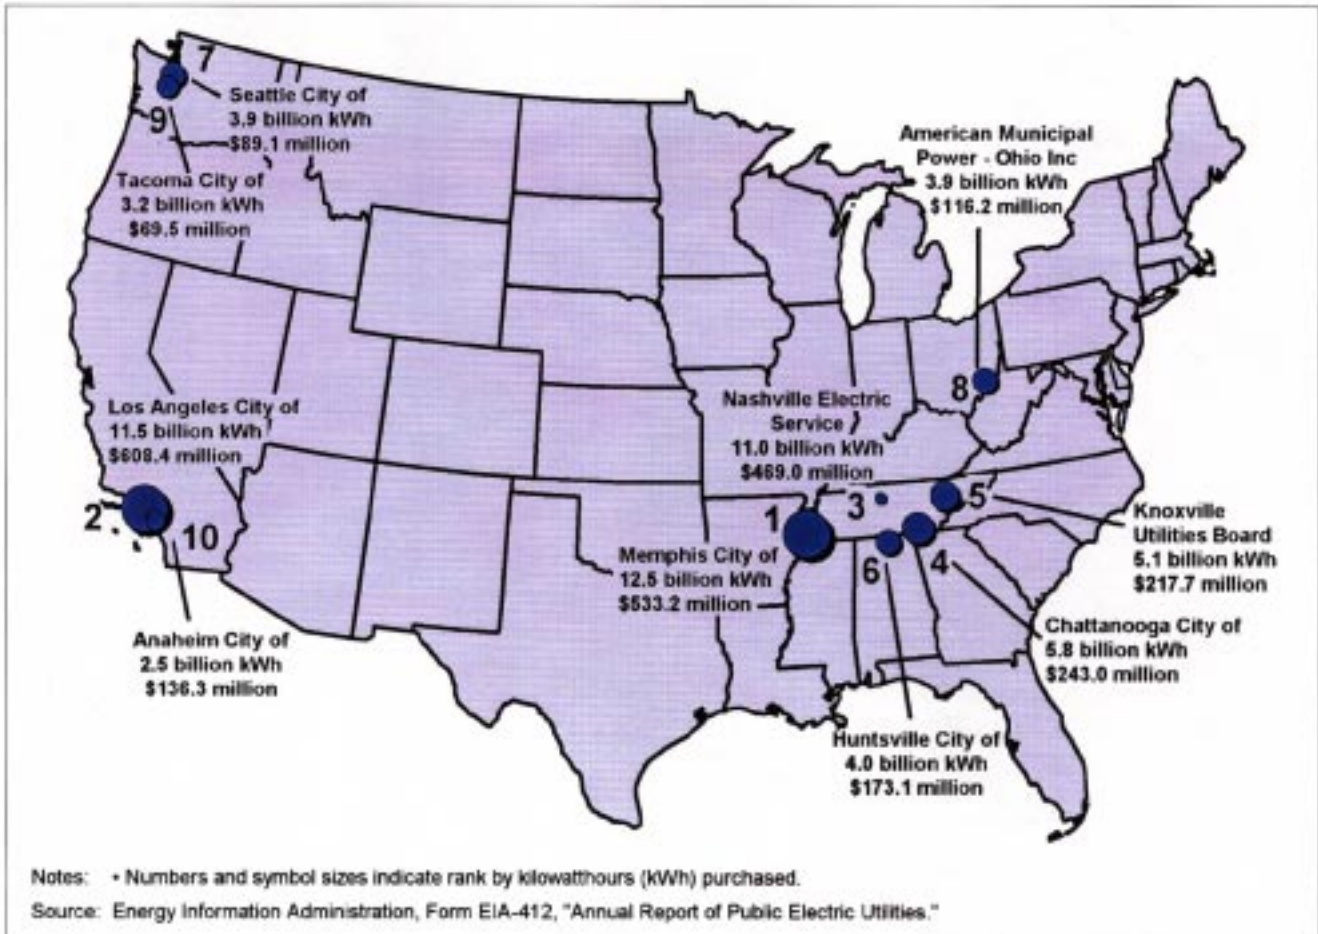 7
Seattle City of
3.9 billion kWh
$89.1 million
9
Tacoma City of
3.2 billion kWh
$69.5 million
American Municipal
Power - Ohio Inc
3.9 billion kWh
$116.2 million
8
Los Angeles City of
11.5 billion kWh
$608.4 million
2
10
Anaheim City of
2.5 billion kWh
$136.3 million
Nashville Electric
Service
11.0 billion kWh
$469.0 million
3
1
Memphis City of
12.5 billion kWh
$533.2 million
5
Knoxville
Utilities Board
5.1 billion kWh
$217.7 million
4
Chattanooga City of
5.8 billion kWh
$243.0 million
6
Huntsville City of
4.0 billion kWh
$173.1 million
Notes: • Numbers and symbol sizes indicate rank by kilowatthours (kWh) purchased.
Source: Energy Information Administration, Form EIA-412, "Annual Report of Public Electric Utilities."